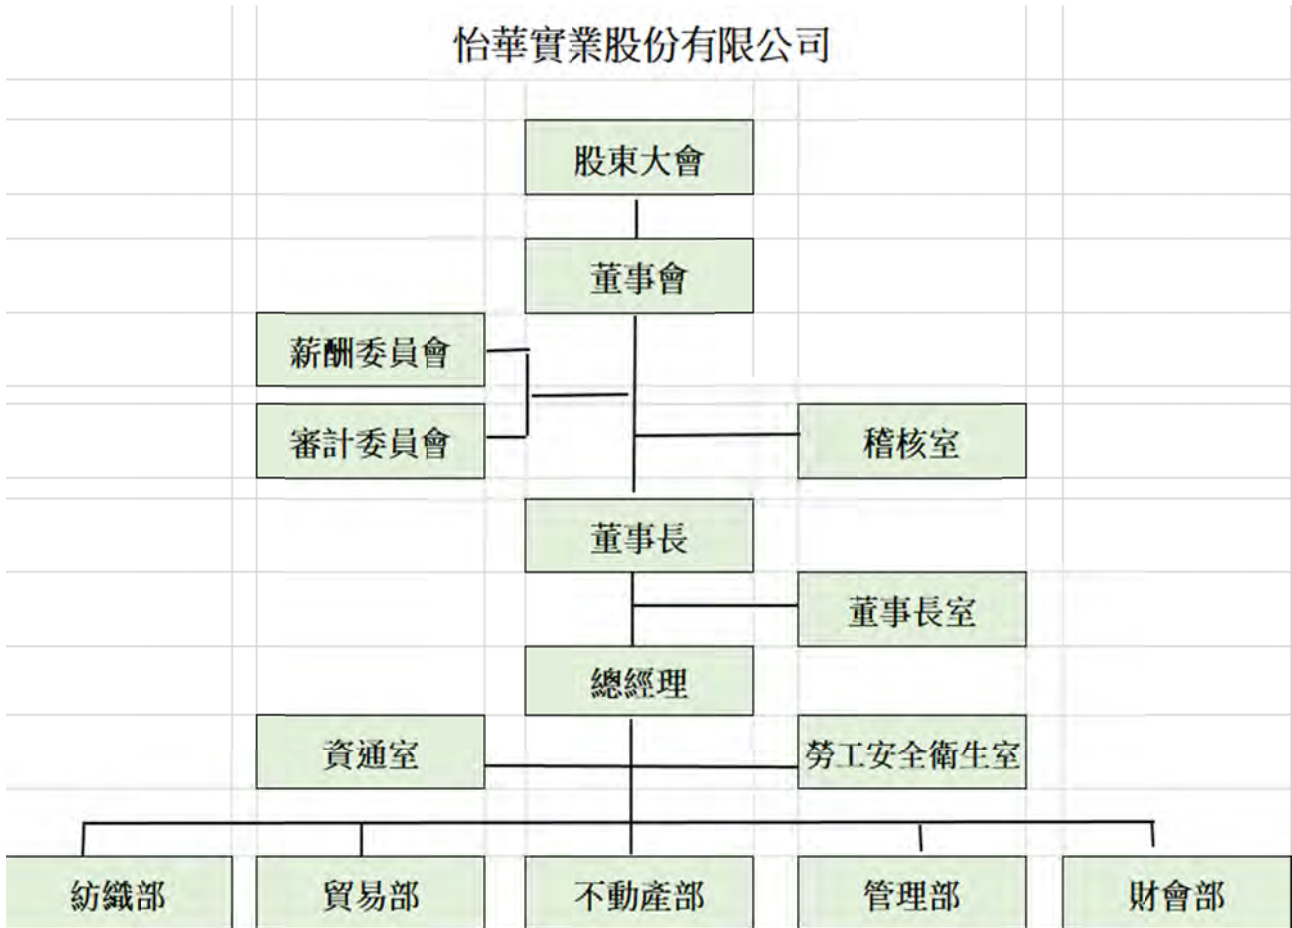 怡華實業股份有限公司
股東大會
董事會
薪酬委員會
審計委員會
稽核室
董事長
董事長室
總經理
資通室
勞工安全衛生室
紡織部
貿易部
不動產部
管理部
財會部